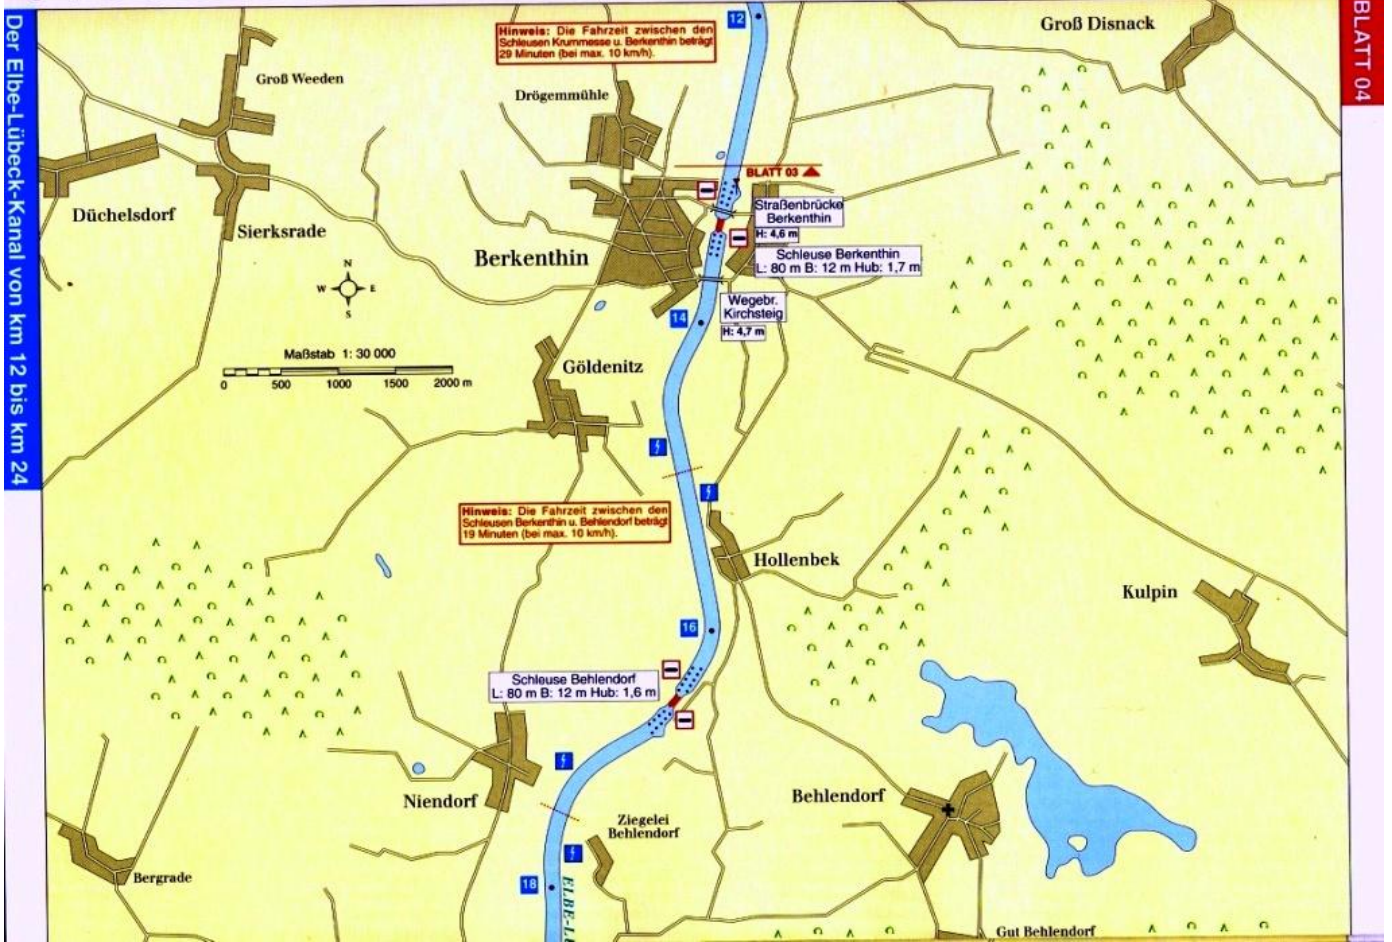 Der Elbe-Lübeck-Kanal von km 12 bis km 24
BLATT 04
12
Hinweis: Die Fahrzeit zwischen den
Schleusen Krummesse u. Berkenthin beträgt
29 Minuten (bei max. 10 km/h).
Groß Disnack
Groß Weeden
Drögemmühle
BLATT 03
Düchelsdorf
Sierksrade
Straßenbrücke
Berkenthin
H: 4,6 m
Berkenthin
Schleuse Berkenthin
L: 80 m B: 12 m Hub: 1,7 m
N
W E
S
Wegebr.
Kirchsteig
H: 4,7 m
14
Maßstab 1: 30 000
0 500 1000 1500 2000 m
Göldenitz
Hinweis: Die Fahrzeit zwischen den
Schleusen Berkenthin u. Behlendorf beträgt
19 Minuten (bei max. 10 km/h).
Hollenbek
Kulpin
16
Schleuse Behlendorf
L: 80 m B: 12 m Hub: 1,6 m
Niendorf
Behlendorf
Ziegelei
Behlendorf
Bergrade
18
Gut Behlendorf